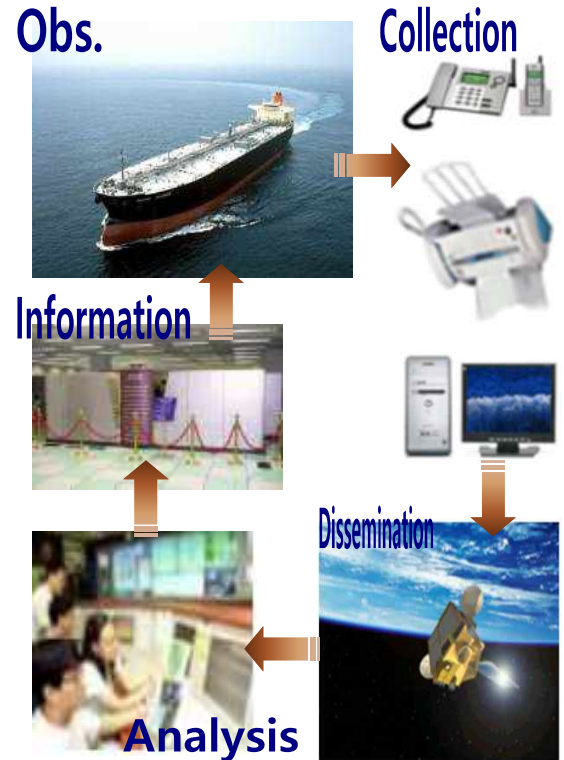 Obs.
Collection
Information
Dissemination
Analysis